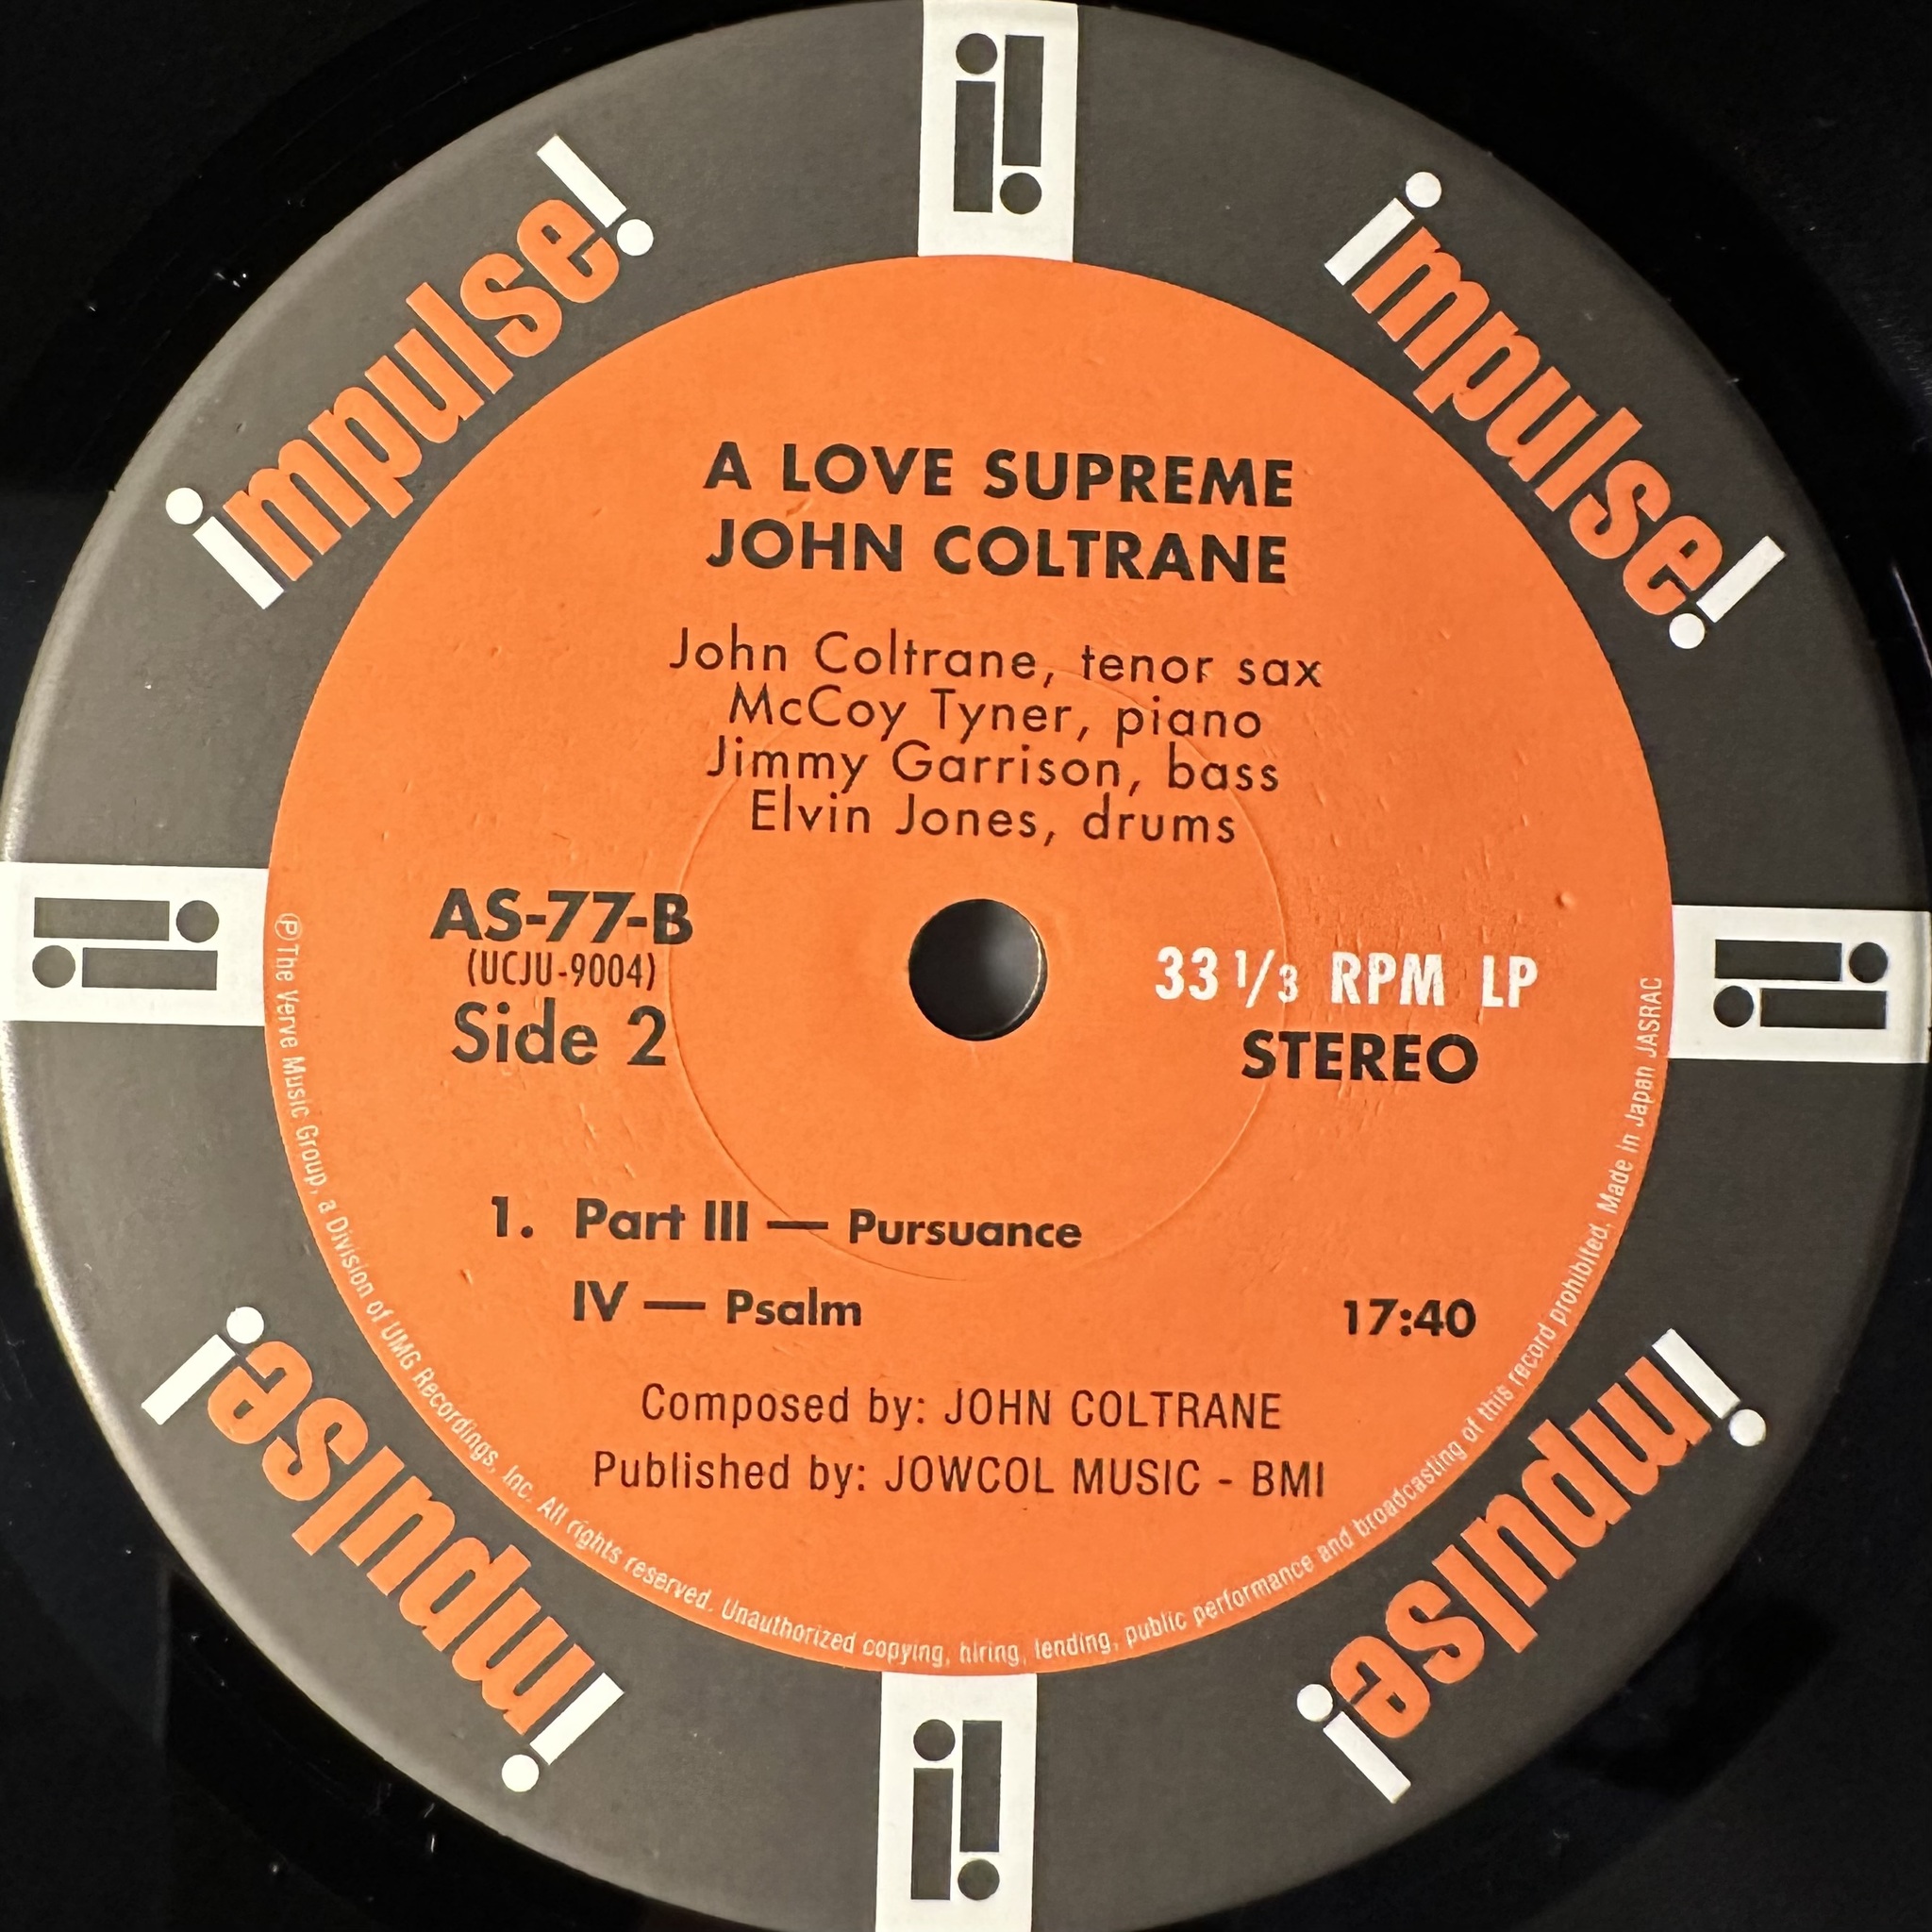 impulse!
impulse!
A LOVE SUPREME
JOHN COLTRANE
John Coltrane, tenor sax
McCoy Tyner, piano
Jimmy Garrison, bass
Elvin Jones, drums
AS-77-B
(UCJU-9004)
Side 2
33 1/3 RPM LP
STEREO
1. Part III — Pursuance
IV — Psalm 17:40
Composed by: JOHN COLTRANE
Published by: JOWCOL MUSIC - BMI
℗ The Verve Music Group, a Division of UMG Recordings, Inc. All rights reserved. Unauthorized copying, hiring, lending, public performance and broadcasting of this record prohibited. Made in Japan JASRAC
impulse!
impulse!